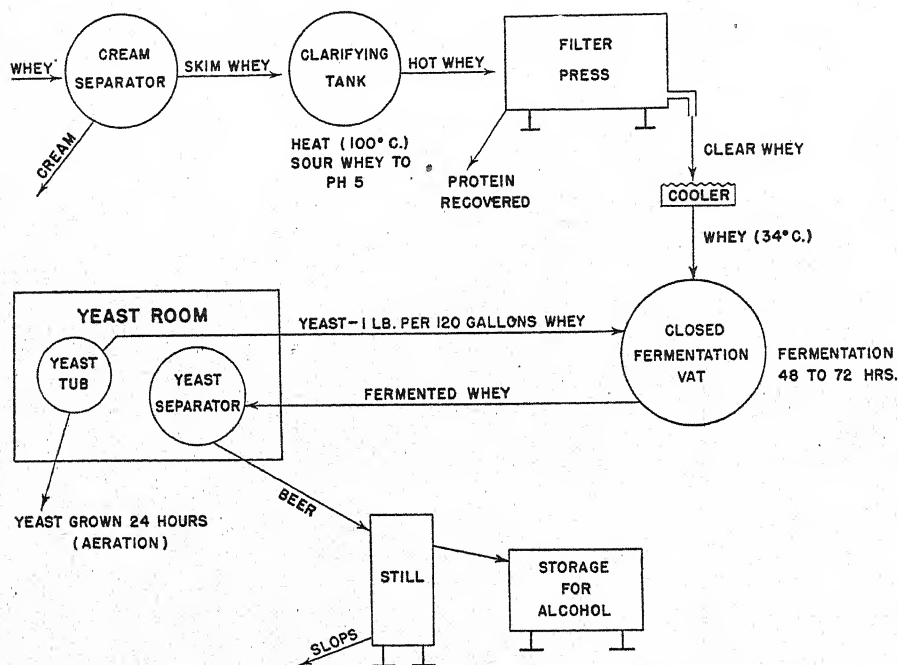 WHEY
CREAM
SEPARATOR
CREAM
SKIM WHEY
CLARIFYING
TANK
HEAT (100° C.)
SOUR WHEY TO
PH 5
HOT WHEY
FILTER
PRESS
PROTEIN
RECOVERED
CLEAR WHEY
COOLER
WHEY (34°C.)
YEAST ROOM
YEAST
TUB
YEAST
SEPARATOR
YEAST-1 LB. PER 120 GALLONS WHEY
FERMENTED WHEY
CLOSED
FERMENTATION
VAT
FERMENTATION
48 TO 72 HRS.
YEAST GROWN 24 HOURS
(AERATION)
BEER
STILL
STORAGE
FOR
ALCOHOL
SLOPS